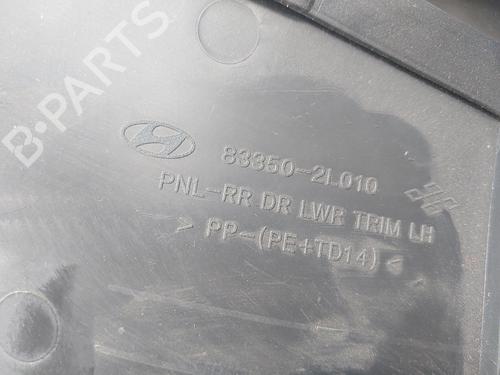 B-PARTS
83350-2L010
PNL-RR DR LWR TRIM LH
> PP-(PE+TD14) <